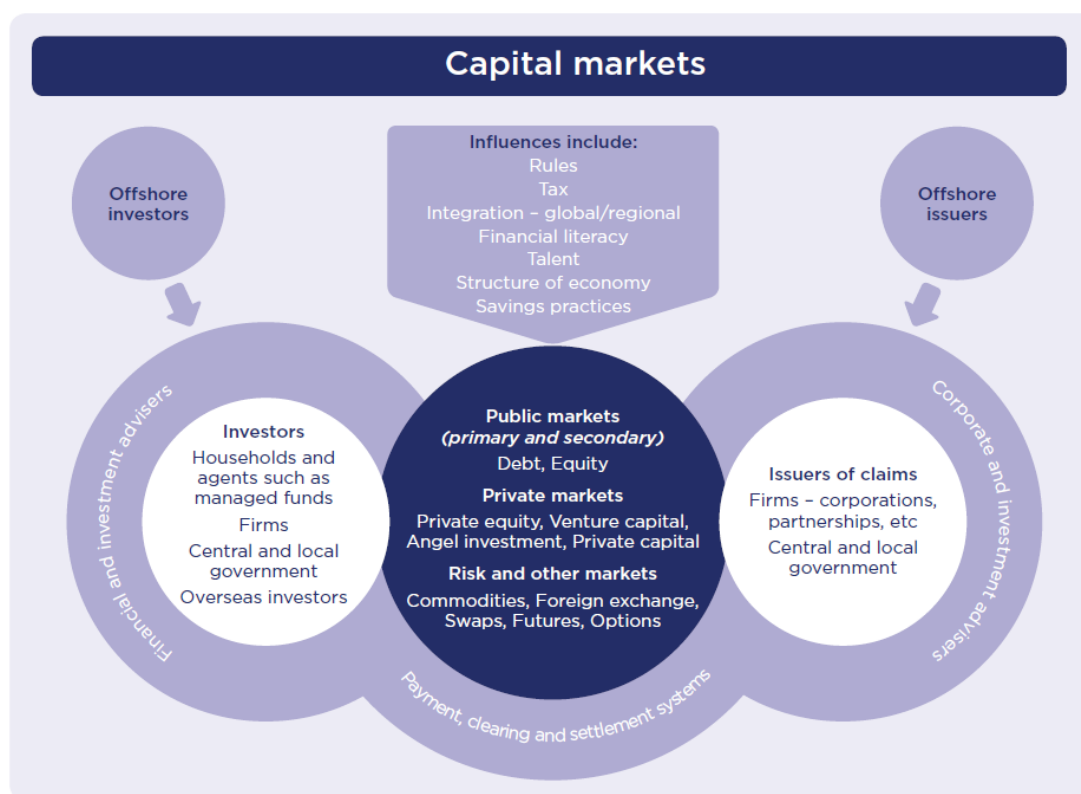 Capital markets
Offshore
investors
Influences include:
Rules
Tax
Integration – global/regional
Financial literacy
Talent
Structure of economy
Savings practices
Offshore
issuers
Financial and investment advisers
Investors
Households and
agents such as
managed funds
Firms
Central and local
government
Overseas investors
Public markets
(primary and secondary)
Debt, Equity
Private markets
Private equity, Venture capital,
Angel investment, Private capital
Risk and other markets
Commodities, Foreign exchange,
Swaps, Futures, Options
Issuers of claims
Firms – corporations,
partnerships, etc
Central and local
government
Corporate and investment advisers
Payment, clearing and settlement systems